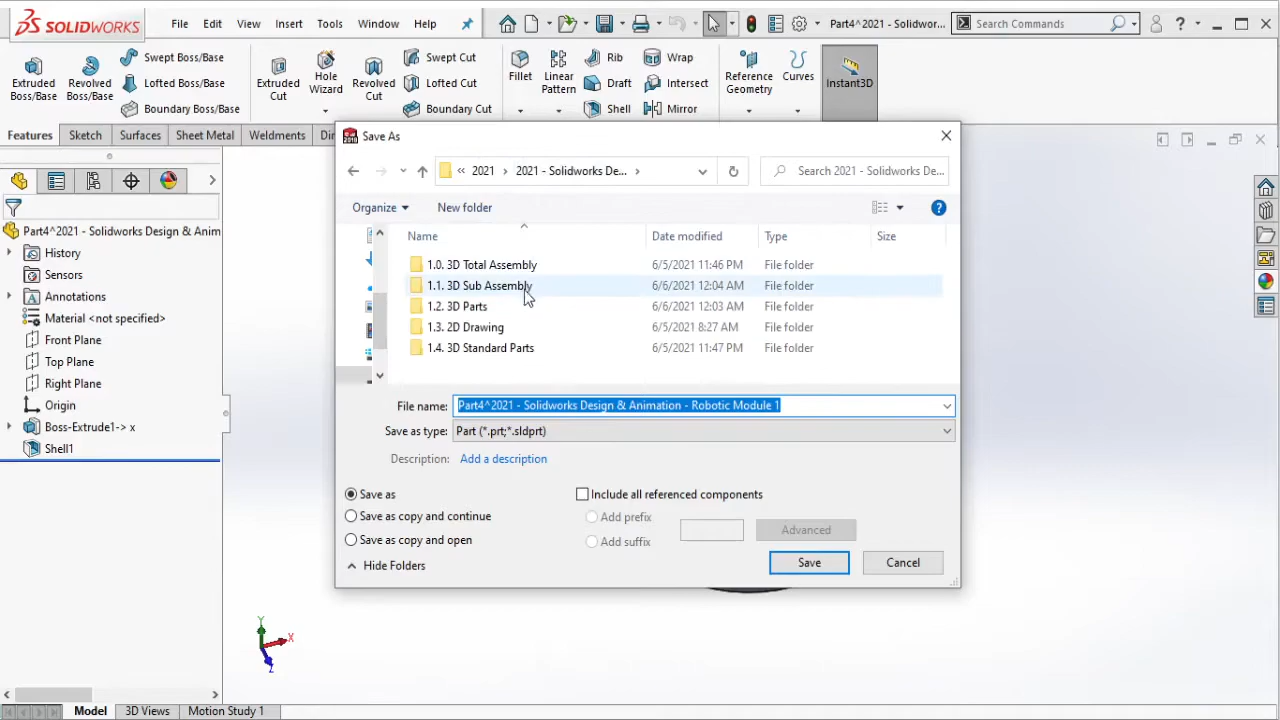 SOLIDWORKS File Edit View Insert Tools Window Help Part4^2021 - Solidwor... Search Commands
Extruded Boss/Base Revolved Boss/Base Swept Boss/Base Lofted Boss/Base Boundary Boss/Base Extruded Cut Hole Wizard Revolved Cut Swept Cut Lofted Cut Boundary Cut Fillet Linear Pattern Rib Draft Shell Wrap Intersect Mirror Reference Geometry Curves Instant3D
Features Sketch Surfaces Sheet Metal Weldments Dir
Save As
2021 2021 - Solidworks De... Search 2021 - Solidworks De...
Organize New folder
Name Date modified Type Size
1.0. 3D Total Assembly 6/5/2021 11:46 PM File folder
1.1. 3D Sub Assembly 6/6/2021 12:04 AM File folder
1.2. 3D Parts 6/6/2021 12:03 AM File folder
1.3. 2D Drawing 6/5/2021 8:27 AM File folder
1.4. 3D Standard Parts 6/5/2021 11:47 PM File folder
File name: Part4^2021 - Solidworks Design & Animation - Robotic Module 1
Save as type: Part (*.prt;*.sldprt)
Description: Add a description
Save as Include all referenced components
Save as copy and continue Add prefix Advanced
Save as copy and open Add suffix
Hide Folders Save Cancel
Part4^2021 - Solidworks Design & Anim
History
Sensors
Annotations
Material <not specified>
Front Plane
Top Plane
Right Plane
Origin
Boss-Extrude1-> x
Shell1
Y
X
Z
Model 3D Views Motion Study 1